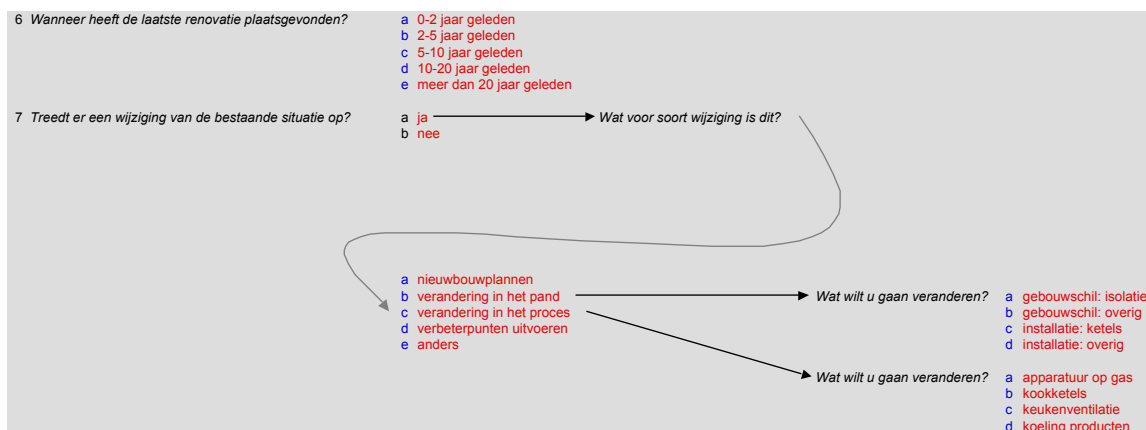 6 Wanneer heeft de laatste renovatie plaatsgevonden?
a 0-2 jaar geleden
b 2-5 jaar geleden
c 5-10 jaar geleden
d 10-20 jaar geleden
e meer dan 20 jaar geleden
7 Treedt er een wijziging van de bestaande situatie op?
a ja
b nee
Wat voor soort wijziging is dit?
a nieuwbouwplannen
b verandering in het pand
c verandering in het proces
d verbeterpunten uitvoeren
e anders
Wat wilt u gaan veranderen?
a gebouwschil: isolatie
b gebouwschil: overig
c installatie: ketels
d installatie: overig
Wat wilt u gaan veranderen?
a apparatuur op gas
b kookketels
c keukenventilatie
d koeling producten